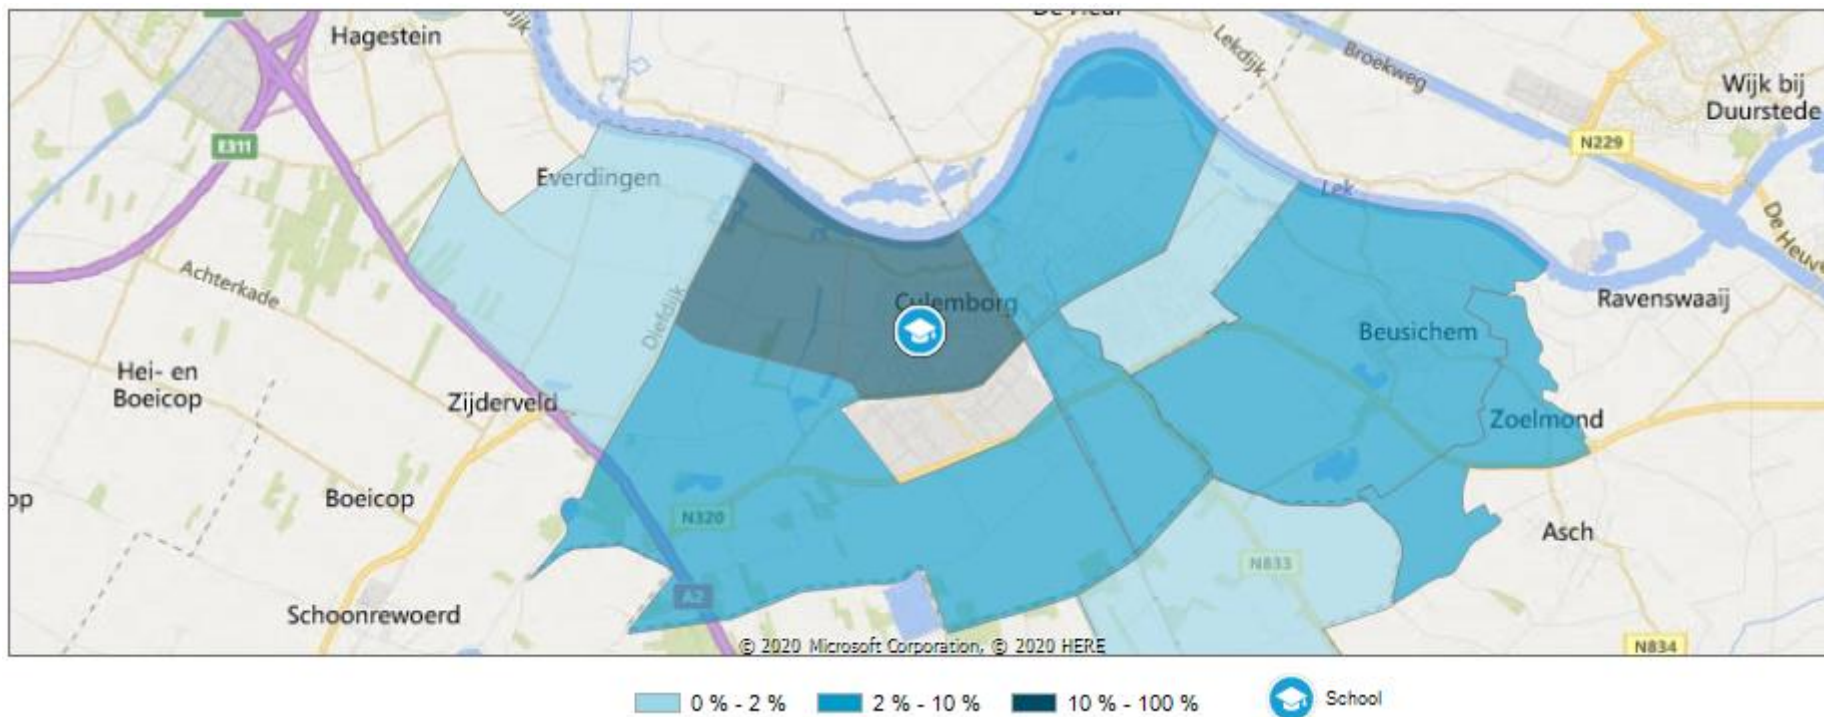 Hagestein
Lekdijk
Broekweg
Wijk bij
Duurstede
E311
N229
Everdingen
Lek
De Heuve
Achterkade
Diefdijk
Culemborg
Ravenswaaij
Beusichem
Hei- en
Boeicop
Zijderveld
Zoelmond
op
Boeicop
N320
Asch
N833
A2
Schoonrewoerd
© 2020 Microsoft Corporation, © 2020 HERE
N834
0 % - 2 %
2 % - 10 %
10 % - 100 %
School